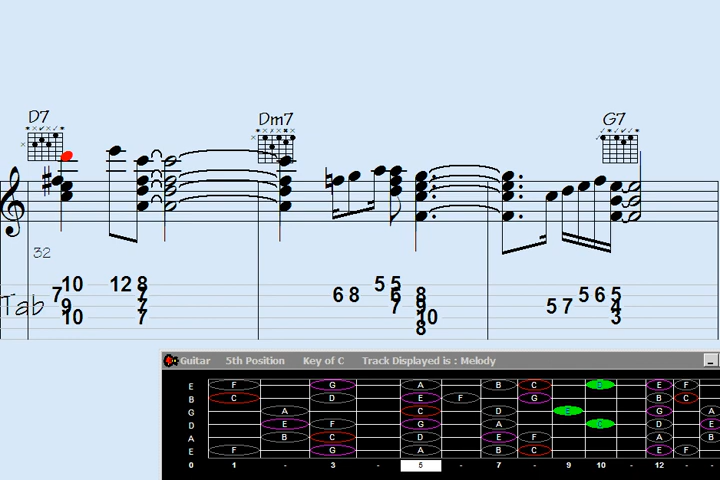 D7 Dm7 G7
32
10 12 8 5 5
7 7 6 8 6 8 5 6 5
9 7 7 9 5 7 4
10 7 10 3
8
Tab
Guitar 5th Position Key of C Track Displayed is : Melody
E F G A B C E F
B C D E F G B C
G A C D E G A
D E F G A D E
A B C D E F A B
E F G A B C E F
0 1 - 3 - 5 - 7 - 9 10 - 12 -